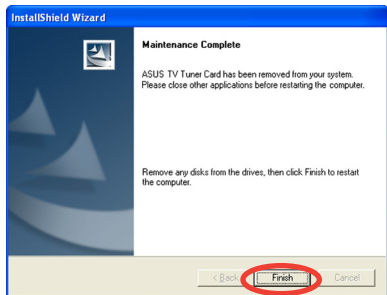 InstallShield Wizard
Maintenance Complete
ASUS TV Tuner Card has been removed from your system.
Please close other applications before restarting the computer.
Remove any disks from the drives, then click Finish to restart
the computer.
< Back Finish Cancel